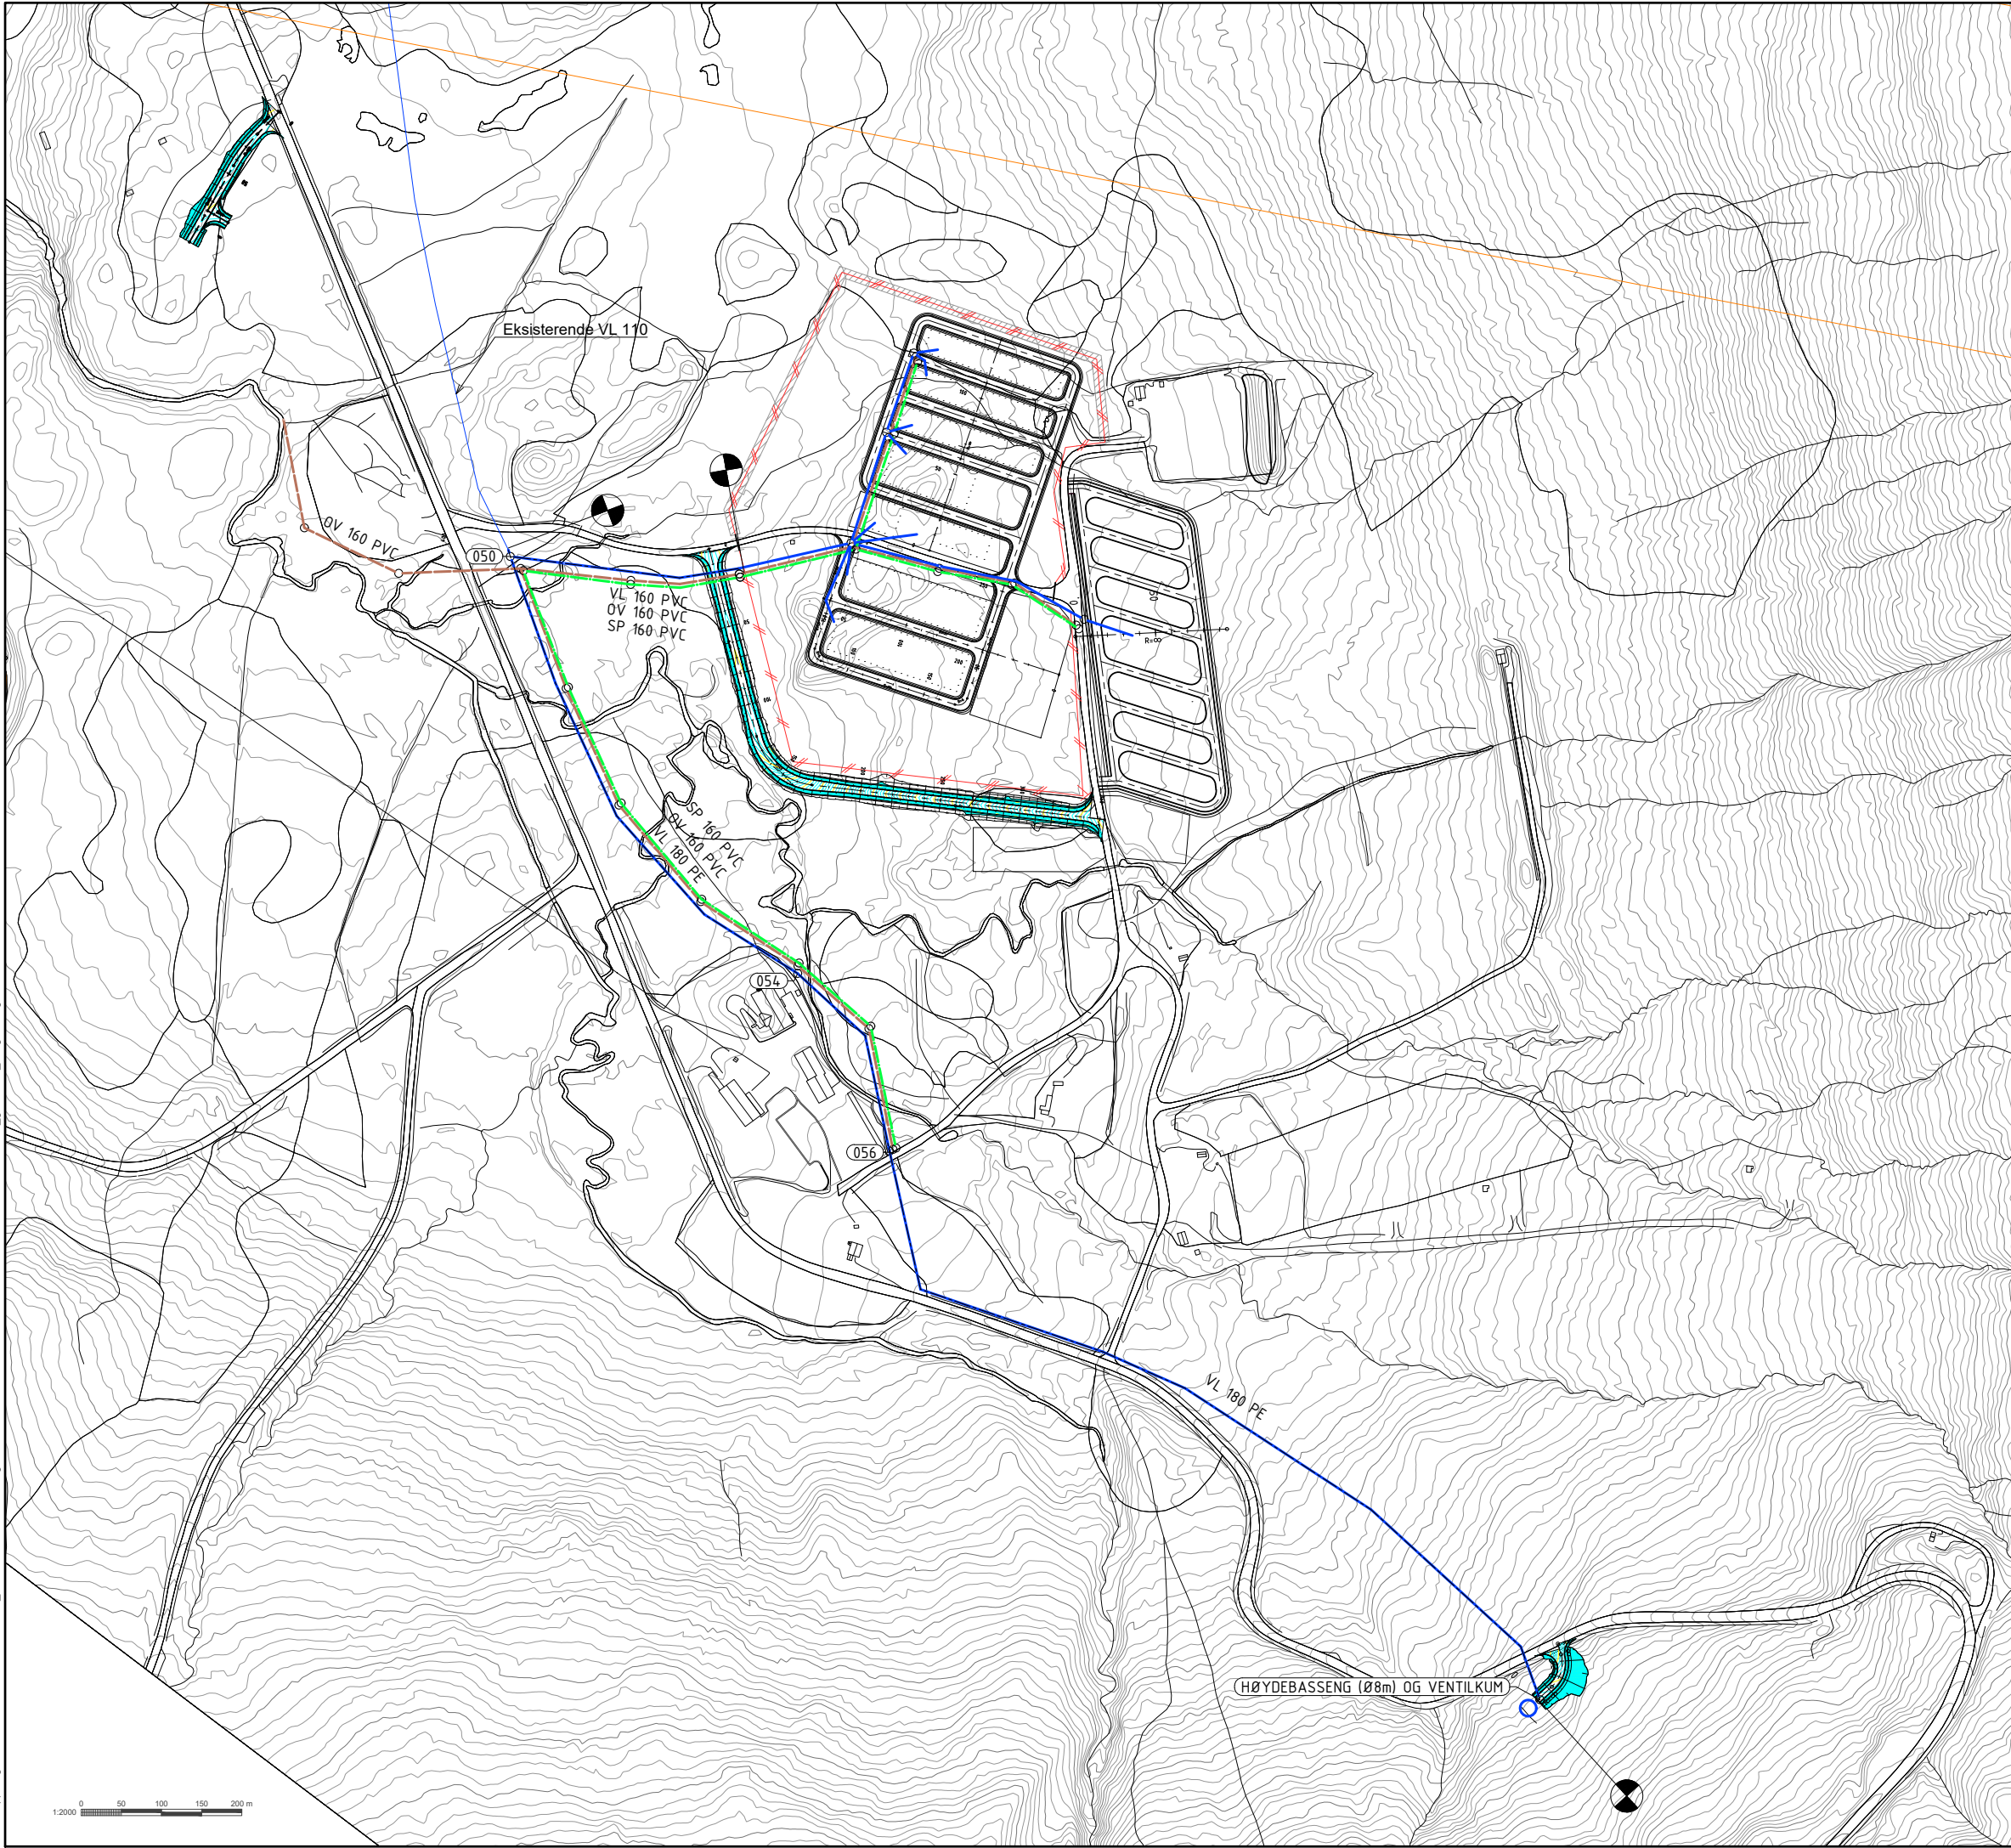 Eksisterende VL 110
OV 160 PVC
050
VL 160 PVC
OV 160 PVC
SP 160 PVC
R=∞
SP 160 PVC
OV 160 PVC
VL 180 PE
054
056
VL 180 PE
HØYDEBASSENG (Ø8m) OG VENTILKUM
0 50 100 150 200 m
1:2000